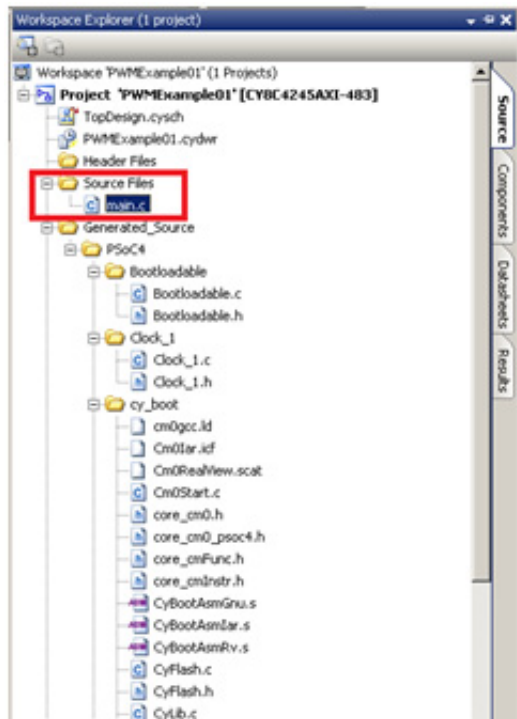 Workspace Explorer (1 project)
Workspace 'PWMExample01' (1 Projects)
Project 'PWMExample01' [CY8C4245AXI-483]
TopDesign.cysch
PWMExample01.cydwr
Header Files
Source Files
main.c
Generated_Source
PSoC4
Bootloadable
Bootloadable.c
Bootloadable.h
Clock_1
Clock_1.c
Clock_1.h
cy_boot
cm0gcc.ld
Cm0Iar.icf
Cm0RealView.scat
Cm0Start.c
core_cm0.h
core_cm0_psoc4.h
core_cmFunc.h
core_cmInstr.h
CyBootAsmGnu.s
CyBootAsmIar.s
CyBootAsmRv.s
CyFlash.c
CyFlash.h
CyLib.c
Source
Components
Datasheets
Results